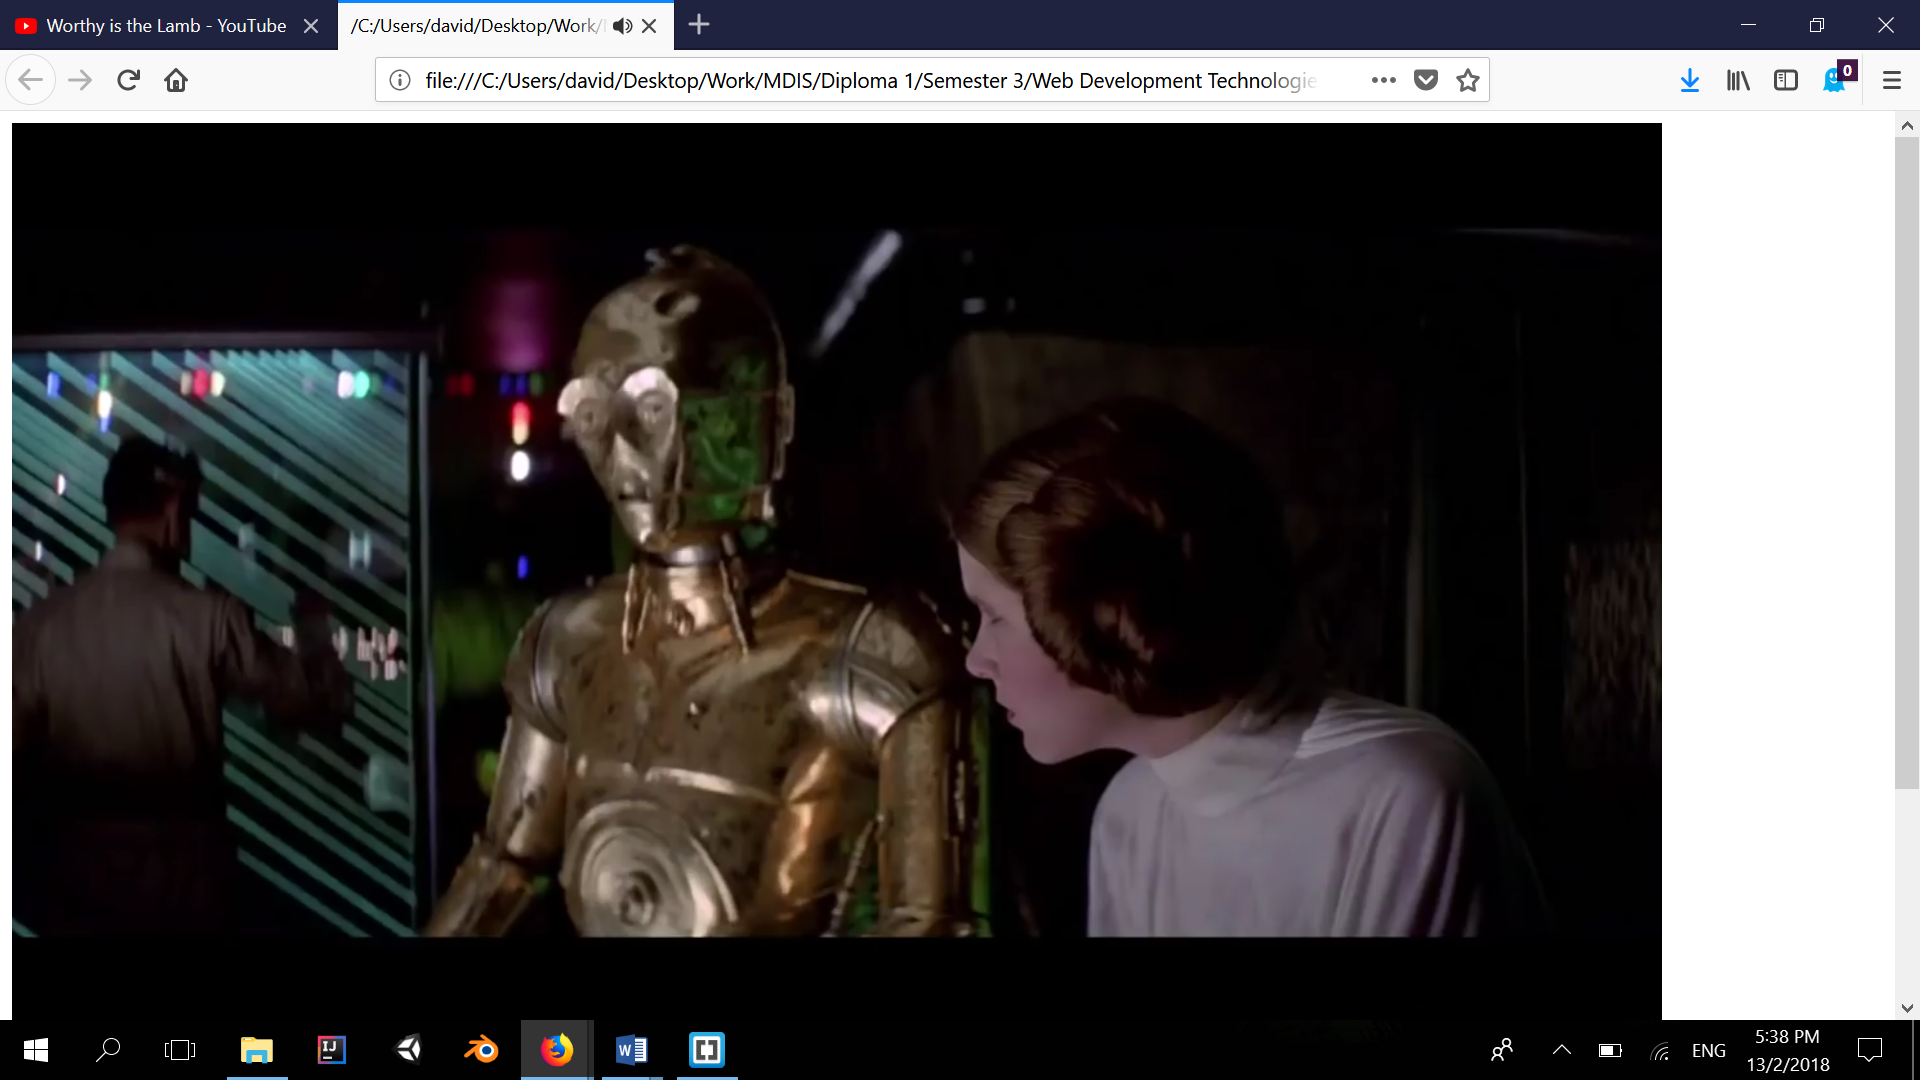 Worthy is the Lamb - YouTube
/C:/Users/david/Desktop/Work/
file:///C:/Users/david/Desktop/Work/MDIS/Diploma 1/Semester 3/Web Development Technologie
0
ENG
5:38 PM
13/2/2018